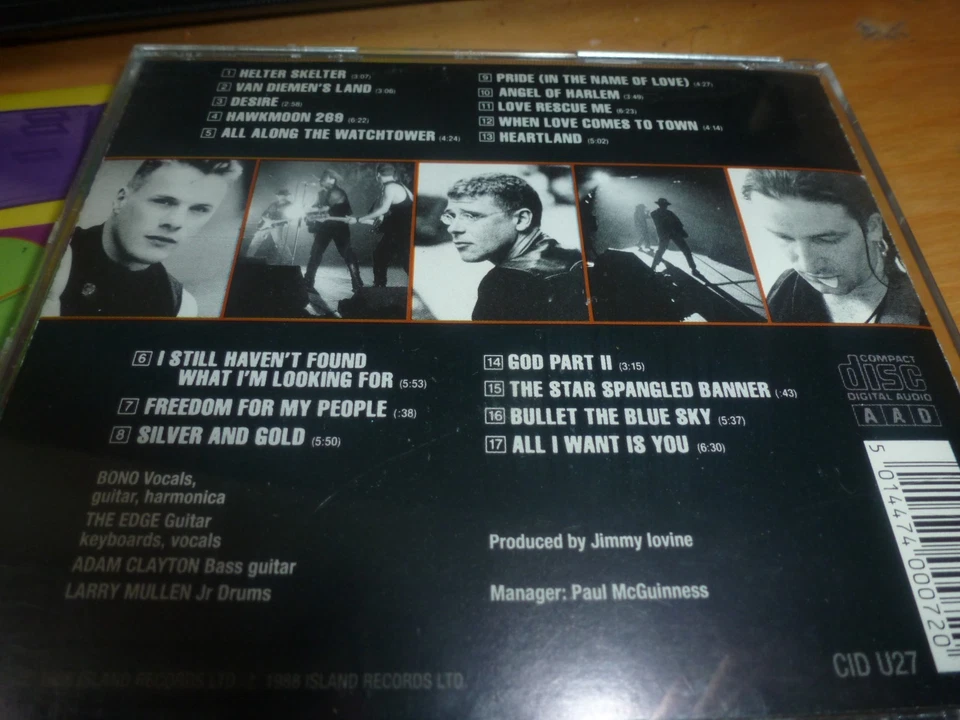 1 HELTER SKELTER (3:07)
2 VAN DIEMEN'S LAND (3:06)
3 DESIRE (2:58)
4 HAWKMOON 269 (6:22)
5 ALL ALONG THE WATCHTOWER (4:24)
9 PRIDE (IN THE NAME OF LOVE) (4:27)
10 ANGEL OF HARLEM (3:49)
11 LOVE RESCUE ME (6:23)
12 WHEN LOVE COMES TO TOWN (4:14)
13 HEARTLAND (5:02)
6 I STILL HAVEN'T FOUND
WHAT I'M LOOKING FOR (5:53)
7 FREEDOM FOR MY PEOPLE (:38)
8 SILVER AND GOLD (5:50)
14 GOD PART II (3:15)
15 THE STAR SPANGLED BANNER (:43)
16 BULLET THE BLUE SKY (5:37)
17 ALL I WANT IS YOU (6:30)
COMPACT
disc
DIGITAL AUDIO
A A D
BONO Vocals,
guitar, harmonica
THE EDGE Guitar
keyboards, vocals
ADAM CLAYTON Bass guitar
LARRY MULLEN Jr Drums
Produced by Jimmy Iovine
Manager: Paul McGuinness
5 014474 000720
CID U27
ISLAND RECORDS LTD. 1988 ISLAND RECORDS LTD.